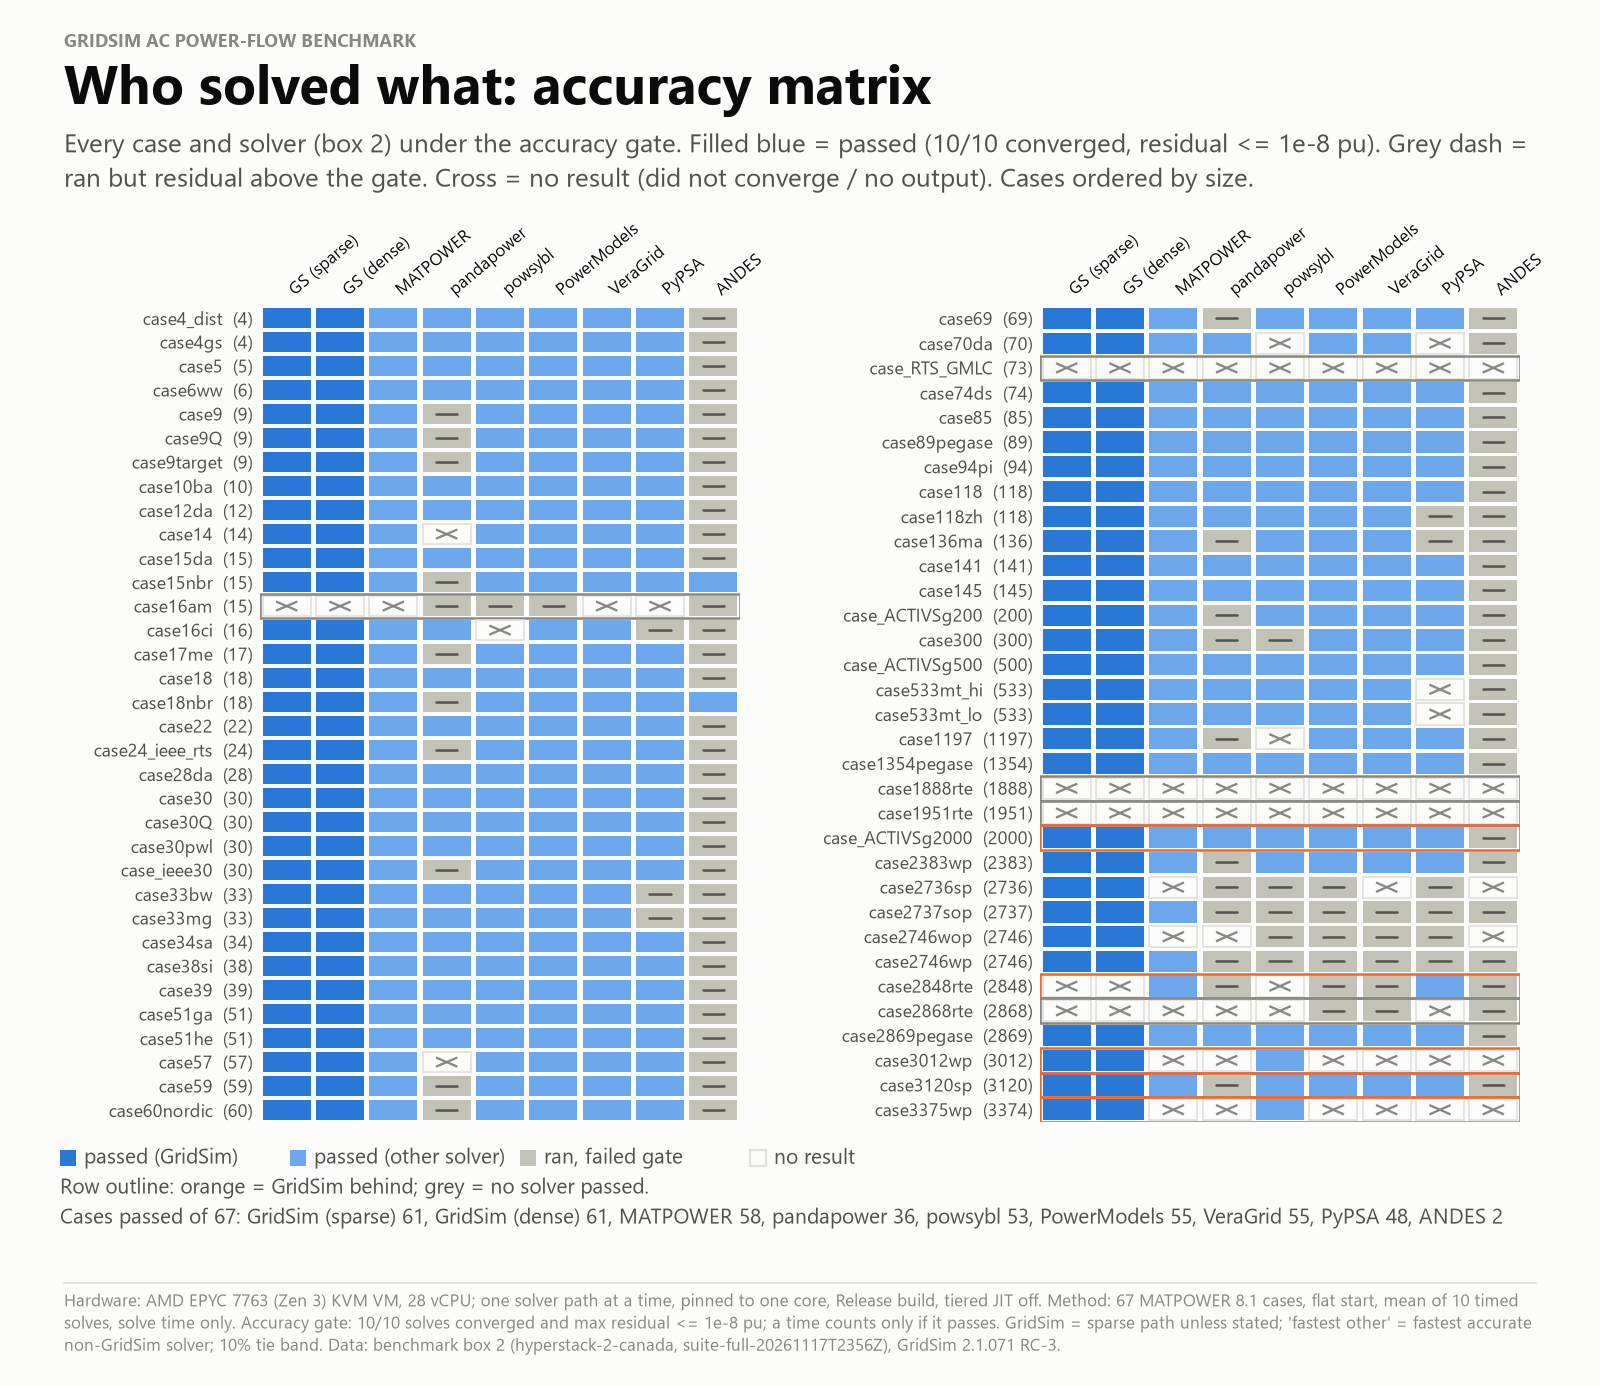 GRIDSIM AC POWER-FLOW BENCHMARK
Who solved what: accuracy matrix
Every case and solver (box 2) under the accuracy gate. Filled blue = passed (10/10 converged, residual <= 1e-8 pu). Grey dash =
ran but residual above the gate. Cross = no result (did not converge / no output). Cases ordered by size.
GS (sparse) GS (dense) MATPOWER pandapower powsybl PowerModels VeraGrid PyPSA ANDES
case4_dist (4)
case4gs (4)
case5 (5)
case6ww (6)
case9 (9)
case9Q (9)
case9target (9)
case10ba (10)
case12da (12)
case14 (14)
case15da (15)
case15nbr (15)
case16am (15)
case16ci (16)
case17me (17)
case18 (18)
case18nbr (18)
case22 (22)
case24_ieee_rts (24)
case28da (28)
case30 (30)
case30Q (30)
case30pwl (30)
case_ieee30 (30)
case33bw (33)
case33mg (33)
case34sa (34)
case38si (38)
case39 (39)
case51ga (51)
case51he (51)
case57 (57)
case59 (59)
case60nordic (60)
GS (sparse) GS (dense) MATPOWER pandapower powsybl PowerModels VeraGrid PyPSA ANDES
case69 (69)
case70da (70)
case_RTS_GMLC (73)
case74ds (74)
case85 (85)
case89pegase (89)
case94pi (94)
case118 (118)
case118zh (118)
case136ma (136)
case141 (141)
case145 (145)
case_ACTIVSg200 (200)
case300 (300)
case_ACTIVSg500 (500)
case533mt_hi (533)
case533mt_lo (533)
case1197 (1197)
case1354pegase (1354)
case1888rte (1888)
case1951rte (1951)
case_ACTIVSg2000 (2000)
case2383wp (2383)
case2736sp (2736)
case2737sop (2737)
case2746wop (2746)
case2746wp (2746)
case2848rte (2848)
case2868rte (2868)
case2869pegase (2869)
case3012wp (3012)
case3120sp (3120)
case3375wp (3374)
passed (GridSim) passed (other solver) ran, failed gate no result
Row outline: orange = GridSim behind; grey = no solver passed.
Cases passed of 67: GridSim (sparse) 61, GridSim (dense) 61, MATPOWER 58, pandapower 36, powsybl 53, PowerModels 55, VeraGrid 55, PyPSA 48, ANDES 2
Hardware: AMD EPYC 7763 (Zen 3) KVM VM, 28 vCPU; one solver path at a time, pinned to one core, Release build, tiered JIT off. Method: 67 MATPOWER 8.1 cases, flat start, mean of 10 timed
solves, solve time only. Accuracy gate: 10/10 solves converged and max residual <= 1e-8 pu; a time counts only if it passes. GridSim = sparse path unless stated; 'fastest other' = fastest accurate
non-GridSim solver; 10% tie band. Data: benchmark box 2 (hyperstack-2-canada, suite-full-20261117T2356Z), GridSim 2.1.071 RC-3.